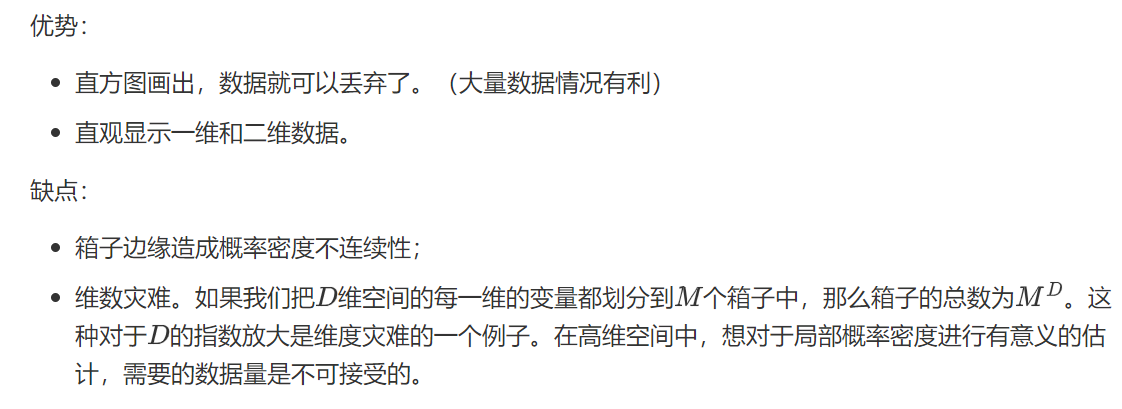 优势：
• 直方图画出，数据就可以丢弃了。（大量数据情况有利）
• 直观显示一维和二维数据。
缺点：
• 箱子边缘造成概率密度不连续性；
• 维数灾难。如果我们把D维空间的每一维的变量都划分到M个箱子中，那么箱子的总数为M^D。这
种对于D的指数放大是维度灾难的一个例子。在高维空间中，想对于局部概率密度进行有意义的估
计，需要的数据量是不可接受的。